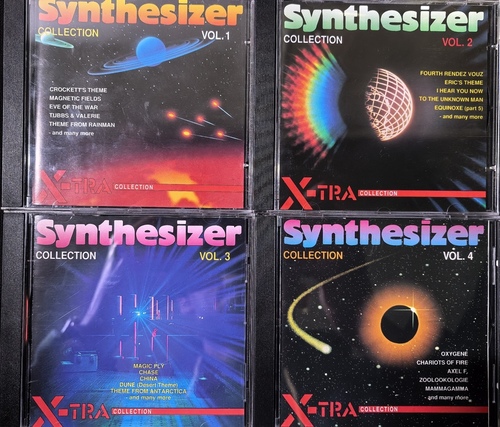 Synthesizer
COLLECTION VOL. 1
CROCKETT'S THEME
MAGNETIC FIELDS
EVE OF THE WAR
TUBBS & VALERIE
THEME FROM RAINMAN
- and many more
X-TRA COLLECTION
Synthesizer
COLLECTION VOL. 2
FOURTH RENDEZ VOUZ
ERIC'S THEME
I HEAR YOU NOW
TO THE UNKNOWN MAN
EQUINOXE (part 5)
- and many more
X-TRA COLLECTION
Synthesizer
COLLECTION VOL. 3
MAGIC FLY
CHASE
CHINA
DUNE (Desert Theme)
THEME FROM ANTARCTICA
- and many more
X-TRA COLLECTION
Synthesizer
COLLECTION VOL. 4
OXYGENE
CHARIOTS OF FIRE
AXEL F,
ZOOLOOKOLOGIE
MAMMAGAMMA
- and many more
X-TRA COLLECTION